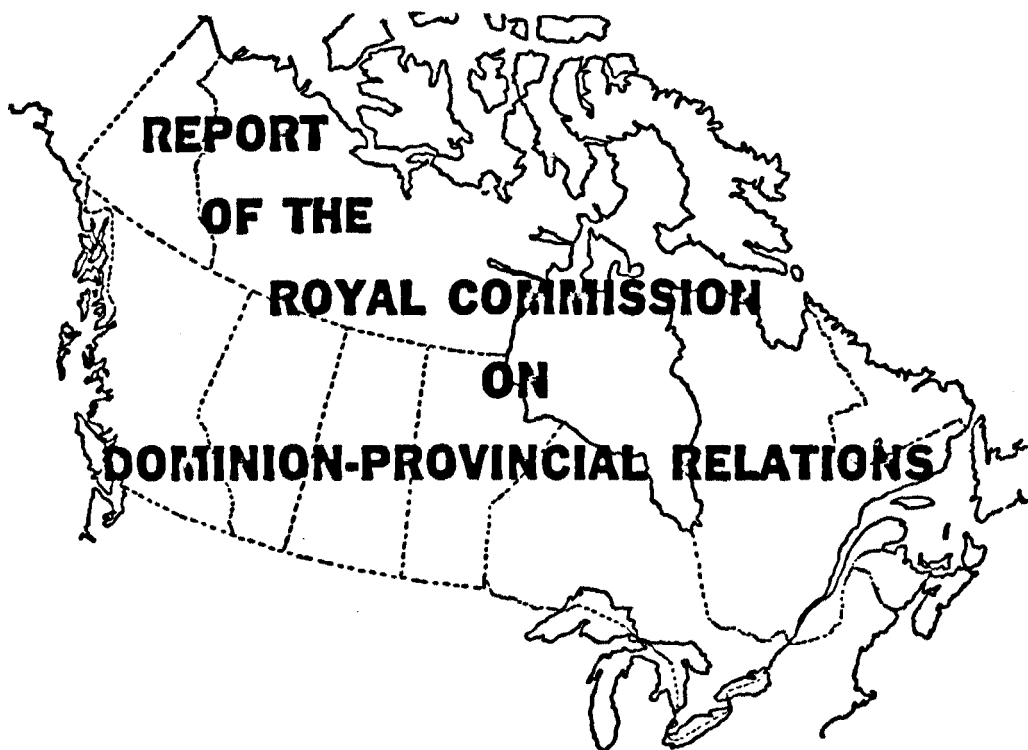 REPORT
OF THE
ROYAL COMMISSION
ON
DOMINION-PROVINCIAL RELATIONS